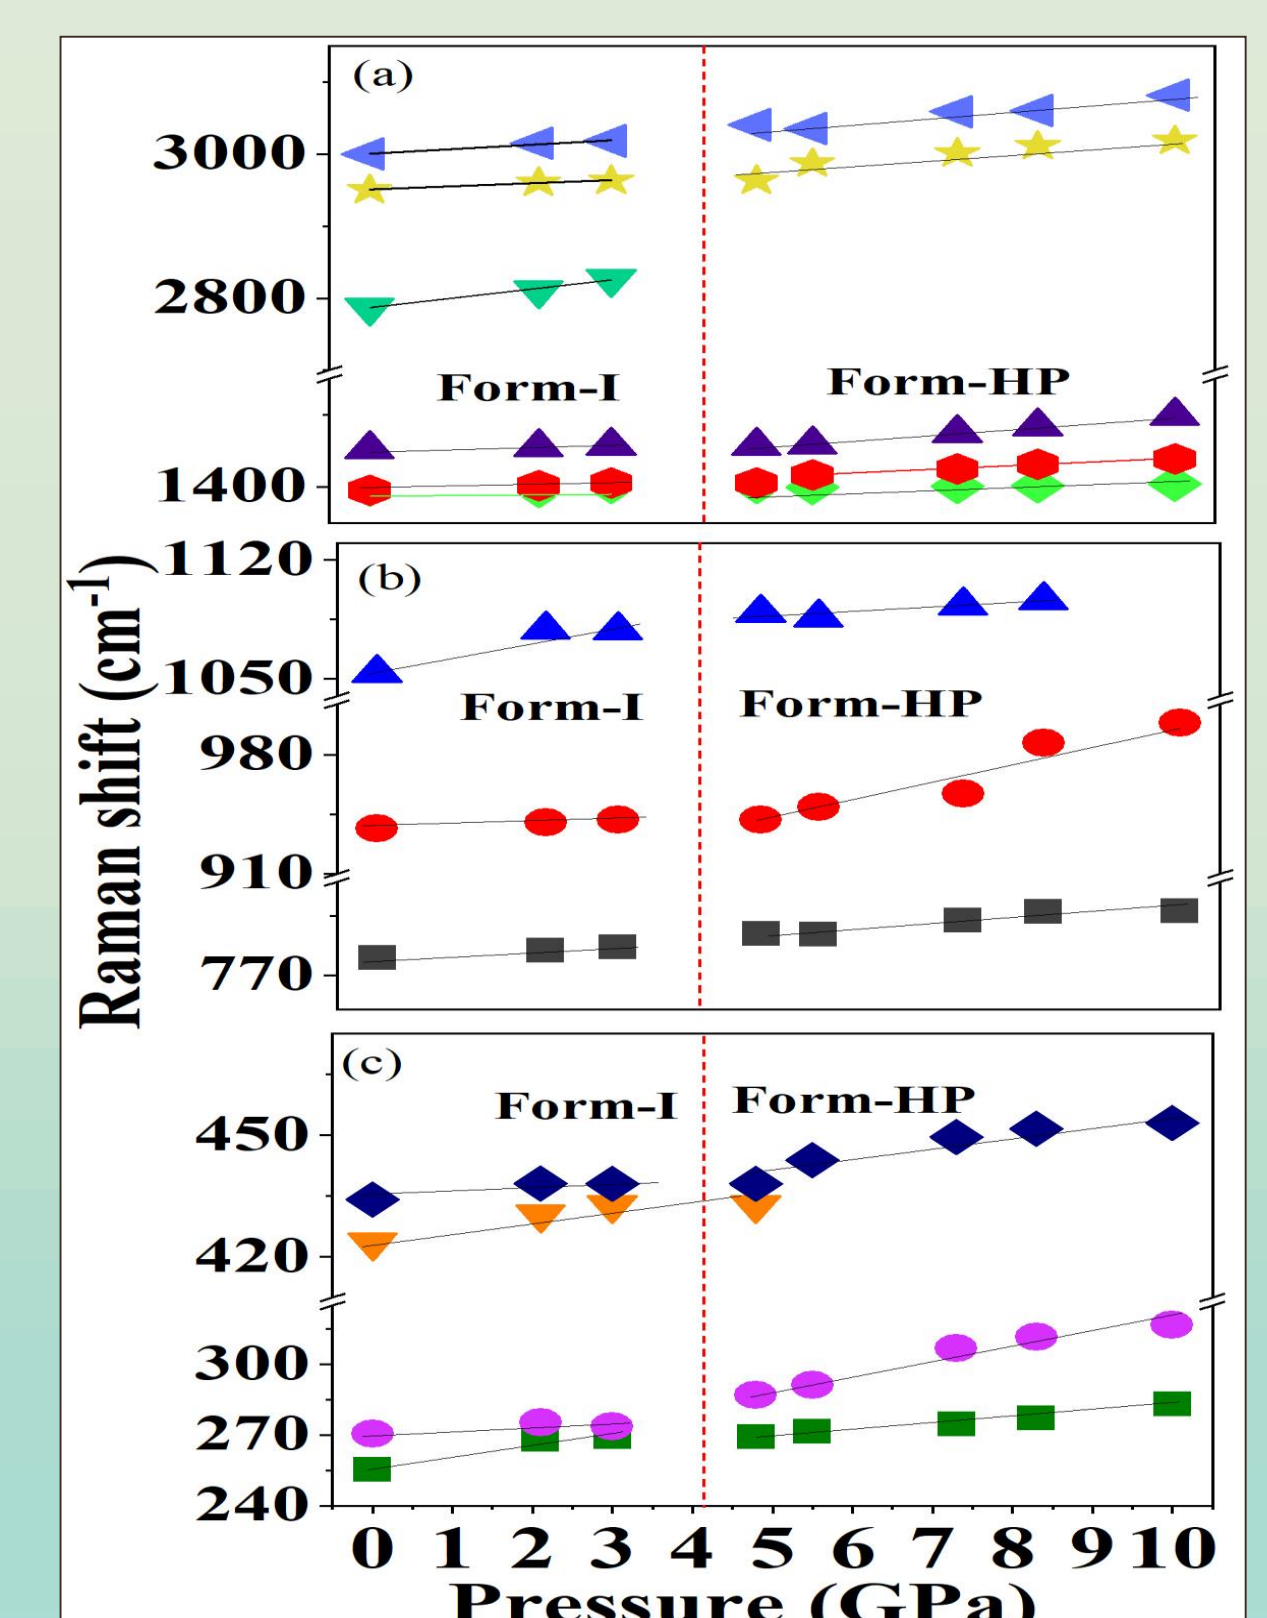 (a)
3000
2800
Form-I
Form-HP
1400
Raman shift (cm-1)
1120
(b)
1050
Form-I
Form-HP
980
910
770
(c)
Form-I
Form-HP
450
420
300
270
240
0 1 2 3 4 5 6 7 8 9 10
Pressure (GPa)